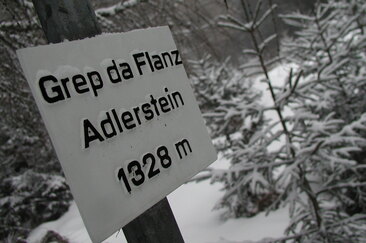 Grep da Flanz
Adlerstein
1328 m